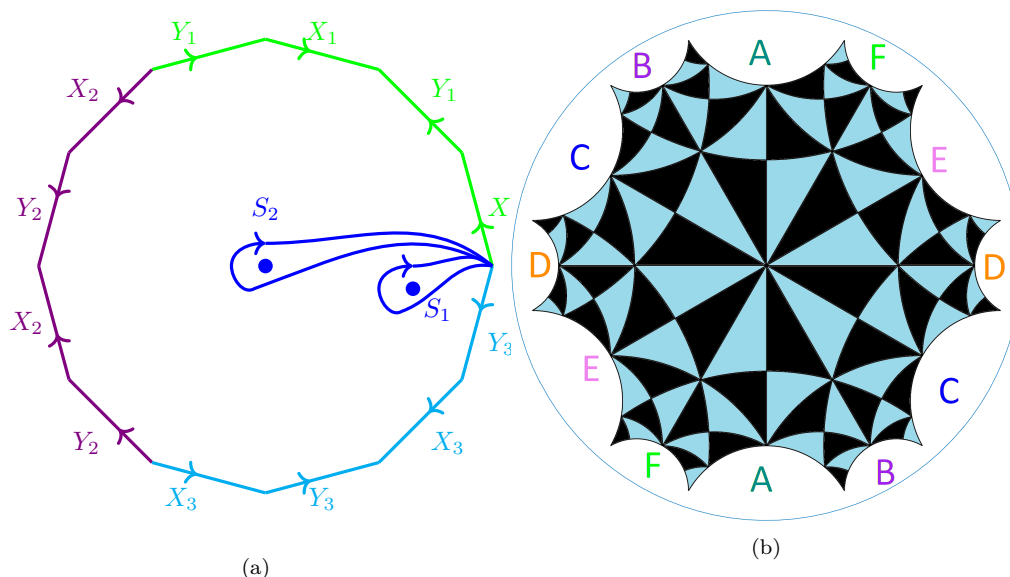 Y₁ X₁
X₂ Y₁
Y₂ S₂ X
X₂ S₁ Y₃
Y₂ X₃
X₃ Y₃
(a)
A
B F
C E
D D
E C
F A B
(b)